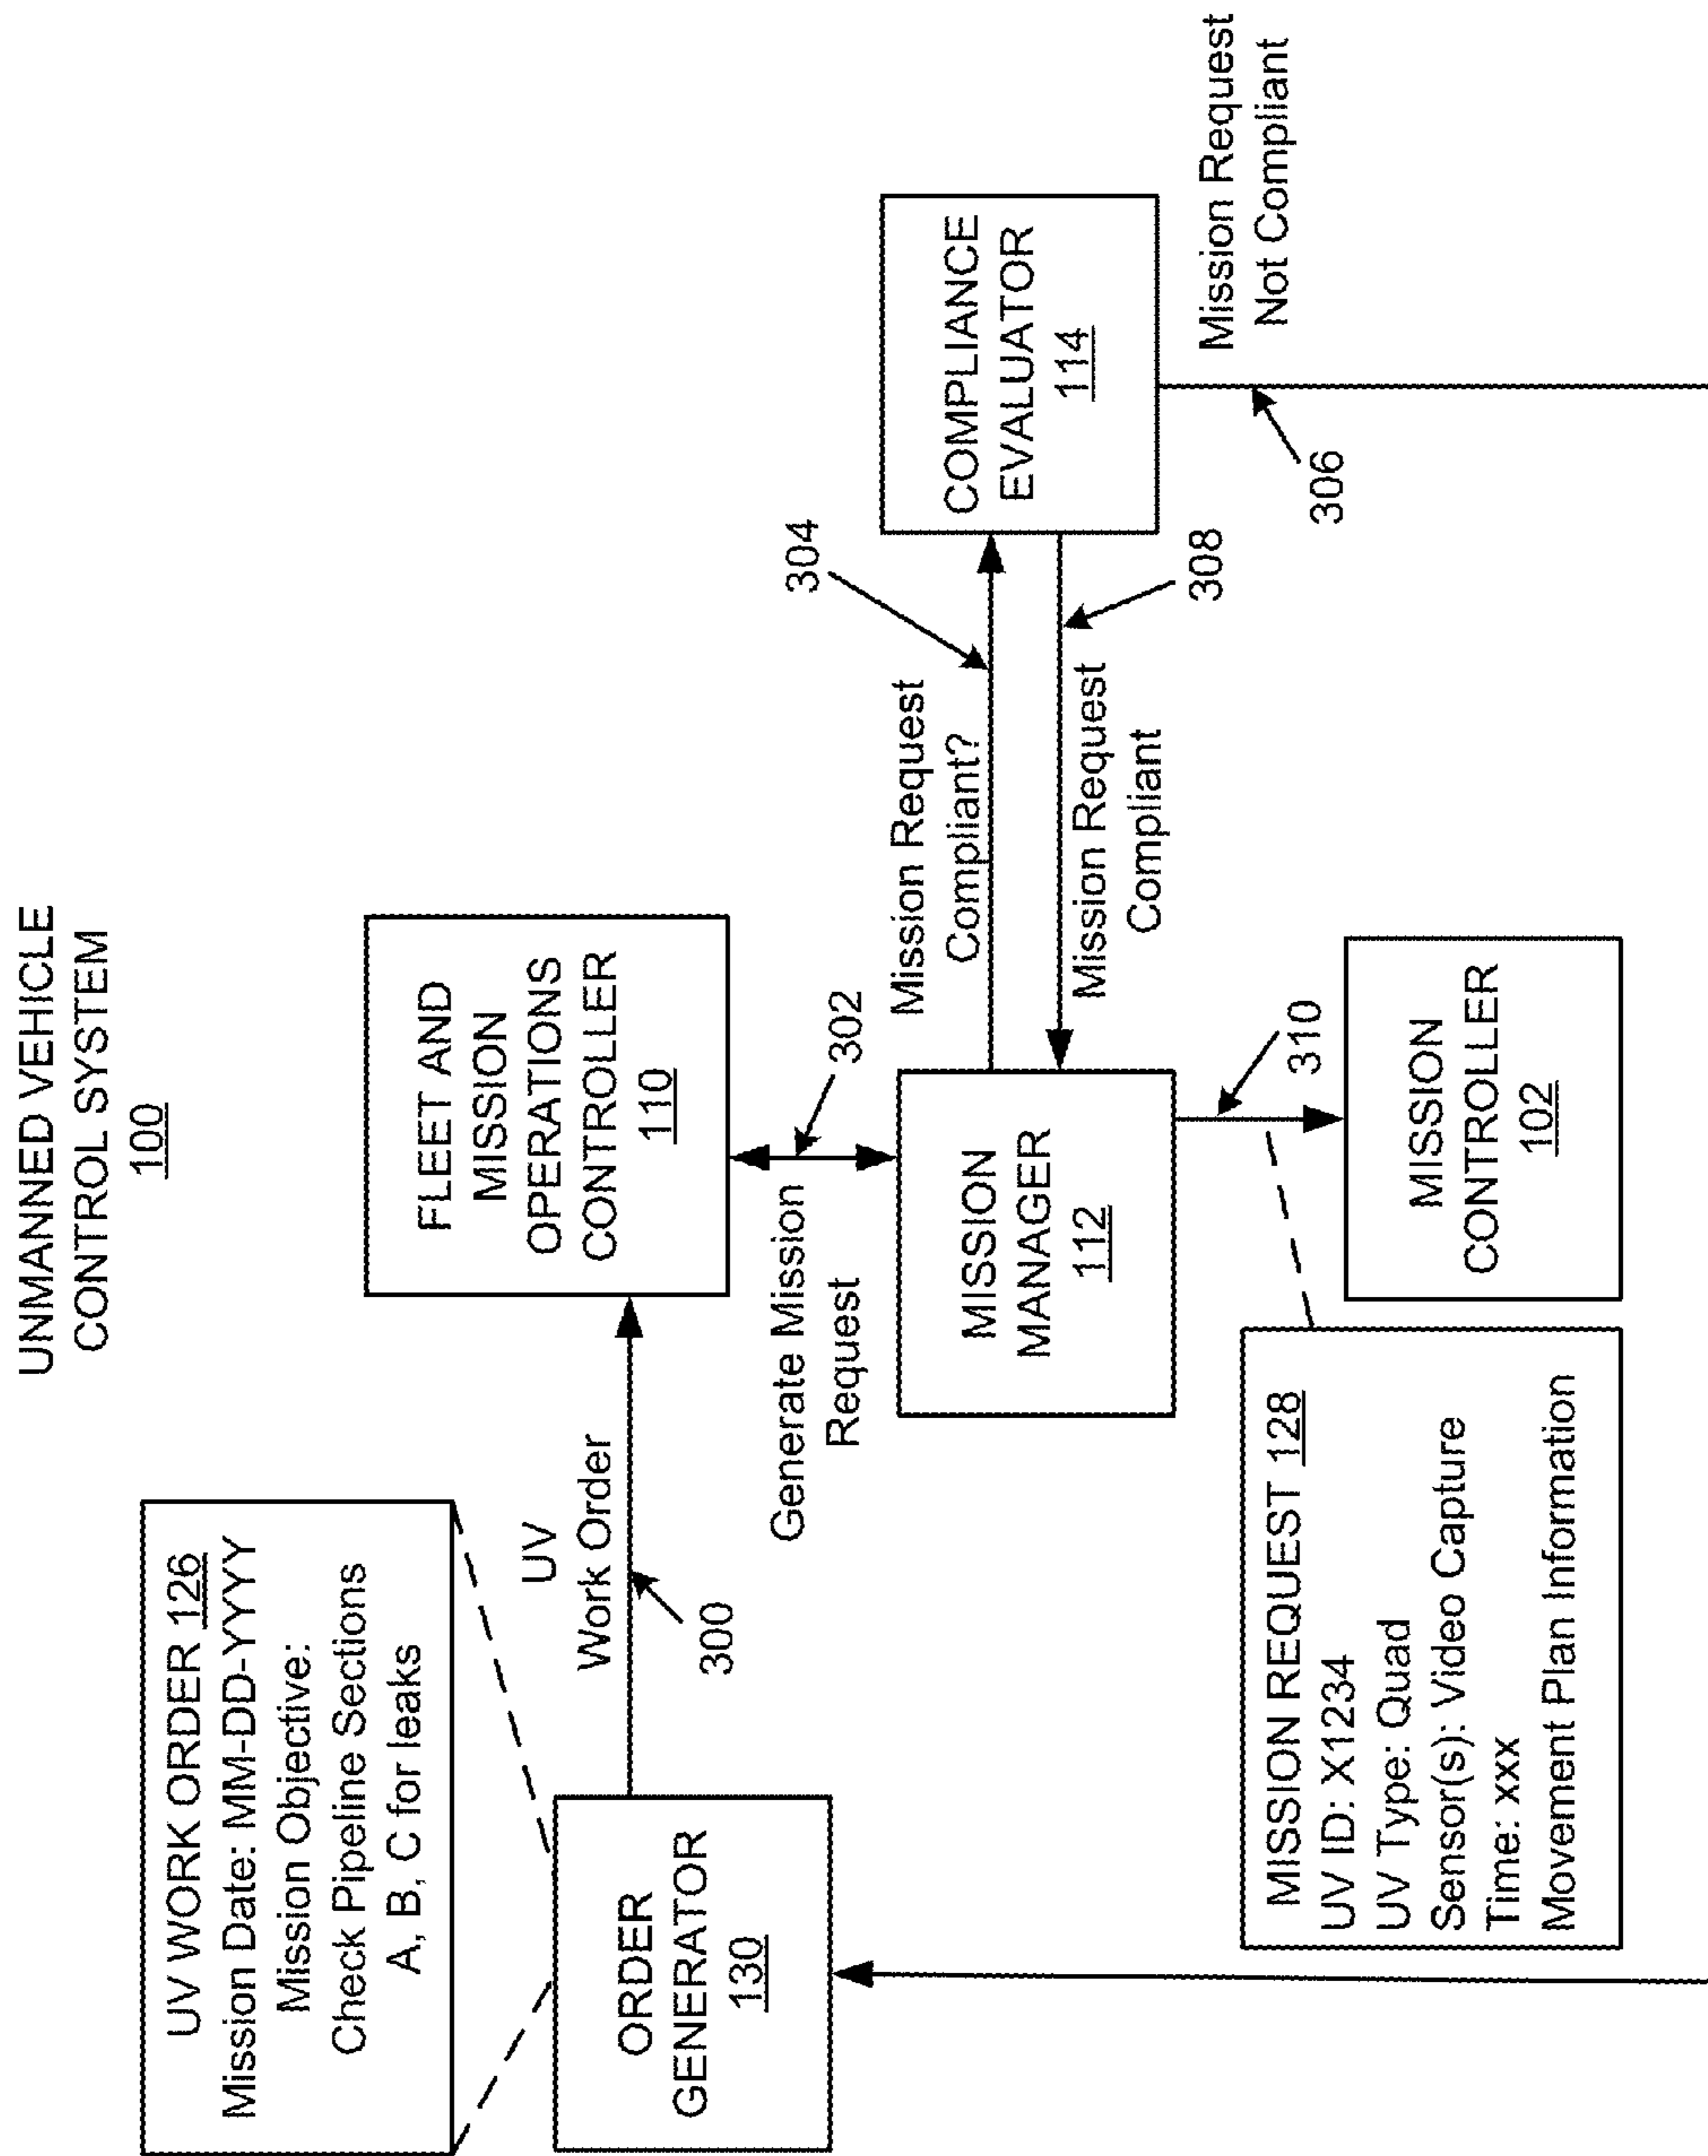 UNMANNED VEHICLE
CONTROL SYSTEM
100
UV WORK ORDER 126
Mission Date: MM-DD-YYYY
Mission Objective:
Check Pipeline Sections
A, B, C for leaks
ORDER
GENERATOR
130
UV
Work Order
300
FLEET AND
MISSION
OPERATIONS
CONTROLLER
110
Generate Mission
Request
302
MISSION
MANAGER
112
Mission Request
Compliant?
304
Mission Request
Compliant
308
COMPLIANCE
EVALUATOR
114
Mission Request
Not Compliant
306
310
MISSION
CONTROLLER
102
MISSION REQUEST 128
UV ID: X1234
UV Type: Quad
Sensor(s): Video Capture
Time: xxx
Movement Plan Information